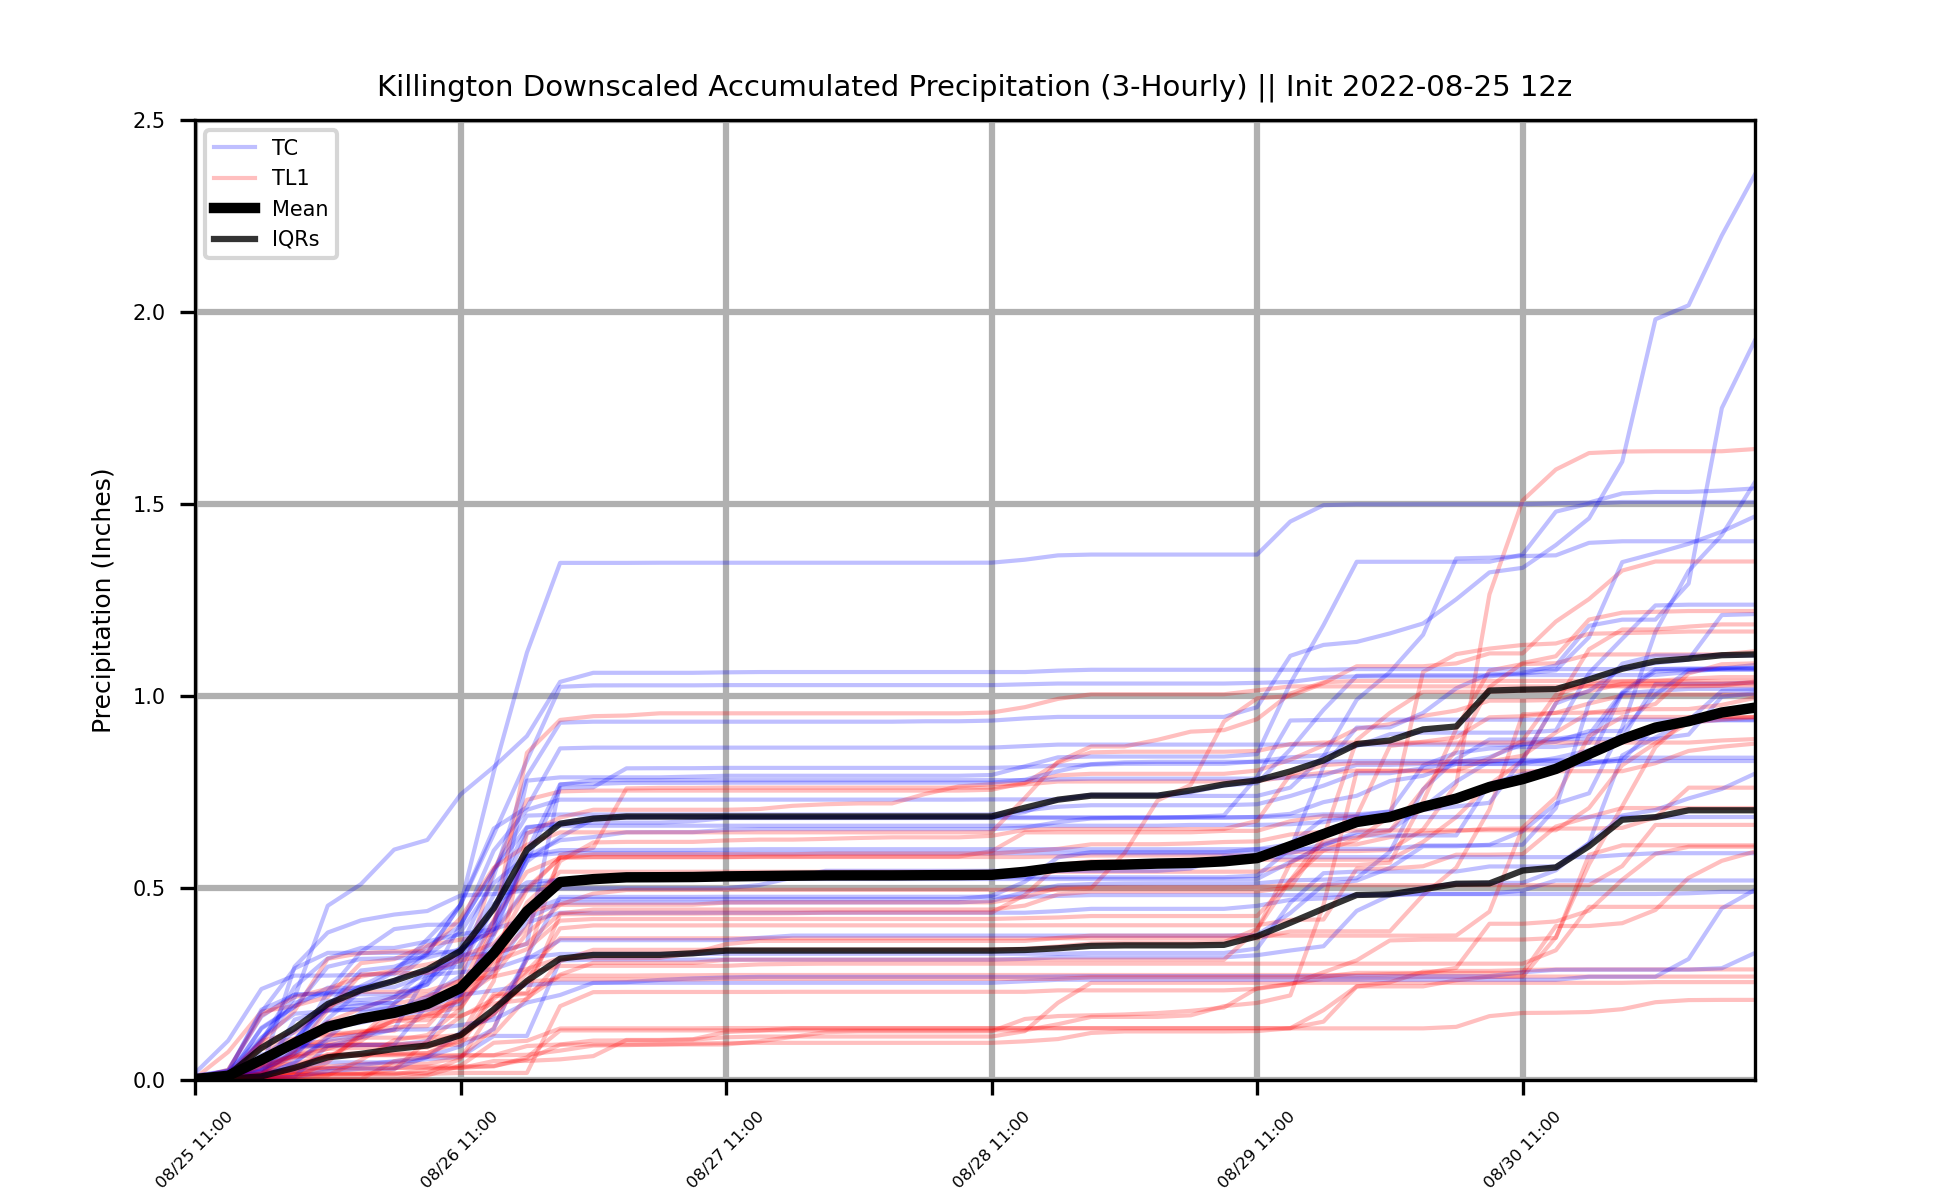 Killington Downscaled Accumulated Precipitation (3-Hourly) || Init 2022-08-25 12z
2.5
2.0
1.5
1.0
0.5
0.0
Precipitation (Inches)
TC
TL1
Mean
IQRs
08/25 11:00
08/26 11:00
08/27 11:00
08/28 11:00
08/29 11:00
08/30 11:00